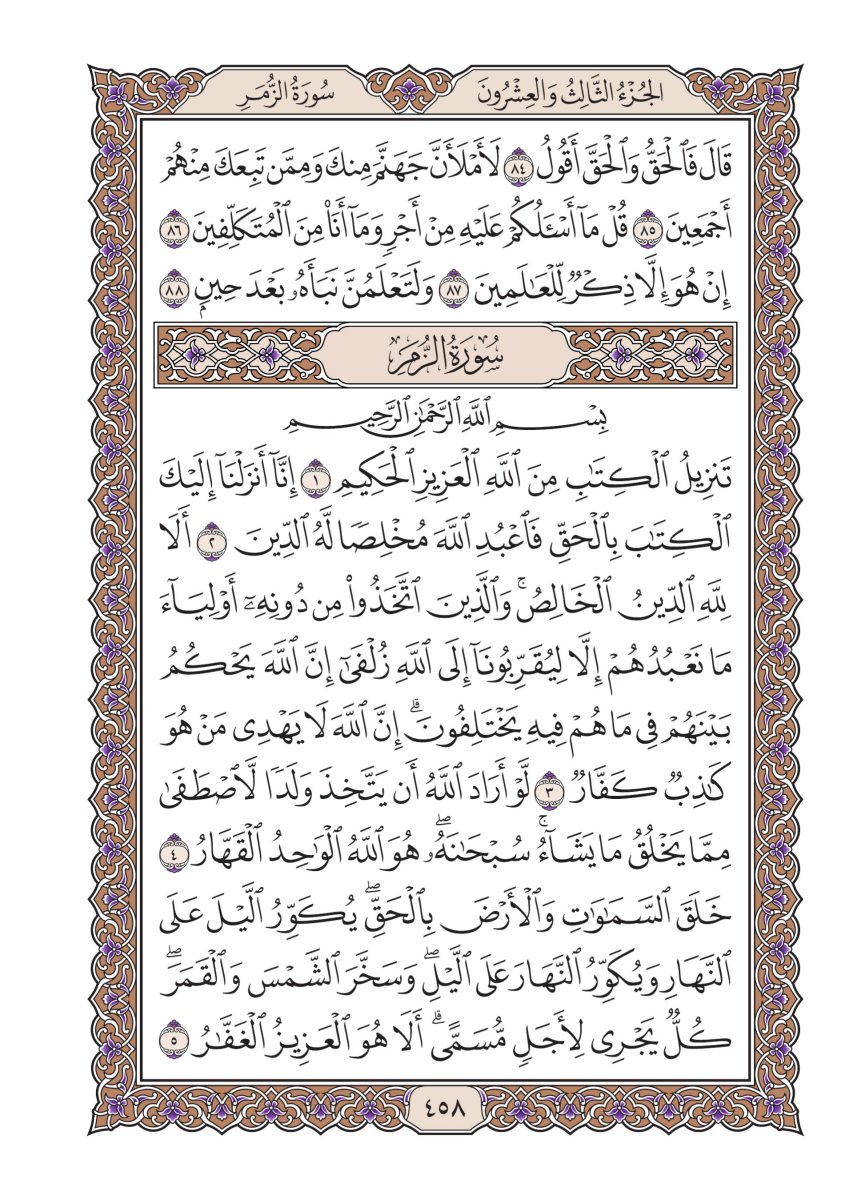 الجُزْءُ الثَّالِثُ وَالعِشْرُونَ
سُورَةُ الزُّمَرِ
قَالَ فَٱلۡحَقُّ وَٱلۡحَقَّ أَقُولُ ٨٤ لَأَمۡلَأَنَّ جَهَنَّمَ مِنكَ وَمِمَّن تَبِعَكَ مِنۡهُمۡ
أَجۡمَعِينَ ٨٥ قُلۡ مَآ أَسۡـَٔلُكُمۡ عَلَيۡهِ مِنۡ أَجۡرٖ وَمَآ أَنَا۠ مِنَ ٱلۡمُتَكَلِّفِينَ ٨٦
إِنۡ هُوَ إِلَّا ذِكۡرٞ لِّلۡعَٰلَمِينَ ٨٧ وَلَتَعۡلَمُنَّ نَبَأَهُۥ بَعۡدَ حِينِۭ ٨٨
سُورَةُ الزُّمَرِ
بِسۡمِ ٱللَّهِ ٱلرَّحۡمَٰنِ ٱلرَّحِيمِ
تَنزِيلُ ٱلۡكِتَٰبِ مِنَ ٱللَّهِ ٱلۡعَزِيزِ ٱلۡحَكِيمِ ١ إِنَّآ أَنزَلۡنَآ إِلَيۡكَ
ٱلۡكِتَٰبَ بِٱلۡحَقِّ فَٱعۡبُدِ ٱللَّهَ مُخۡلِصٗا لَّهُ ٱلدِّينَ ٢ أَلَا
لِلَّهِ ٱلدِّينُ ٱلۡخَالِصُۚ وَٱلَّذِينَ ٱتَّخَذُواْ مِن دُونِهِۦٓ أَوۡلِيَآءَ
مَا نَعۡبُدُهُمۡ إِلَّا لِيُقَرِّبُونَآ إِلَى ٱللَّهِ زُلۡفَىٰٓ إِنَّ ٱللَّهَ يَحۡكُمُ
بَيۡنَهُمۡ فِي مَا هُمۡ فِيهِ يَخۡتَلِفُونَۗ إِنَّ ٱللَّهَ لَا يَهۡدِي مَنۡ هُوَ
كَٰذِبٞ كَفَّارٞ ٣ لَّوۡ أَرَادَ ٱللَّهُ أَن يَتَّخِذَ وَلَدٗا لَّٱصۡطَفَىٰ
مِمَّا يَخۡلُقُ مَا يَشَآءُۚ سُبۡحَٰنَهُۥۖ هُوَ ٱللَّهُ ٱلۡوَٰحِدُ ٱلۡقَهَّارُ ٤
خَلَقَ ٱلسَّمَٰوَٰتِ وَٱلۡأَرۡضَ بِٱلۡحَقِّۖ يُكَوِّرُ ٱلَّيۡلَ عَلَى
ٱلنَّهَارِ وَيُكَوِّرُ ٱلنَّهَارَ عَلَى ٱلَّيۡلِۖ وَسَخَّرَ ٱلشَّمۡسَ وَٱلۡقَمَرَۖ
كُلّٞ يَجۡرِي لِأَجَلٖ مُّسَمًّىۗ أَلَا هُوَ ٱلۡعَزِيزُ ٱلۡغَفَّٰرُ ٥
٤٥٨